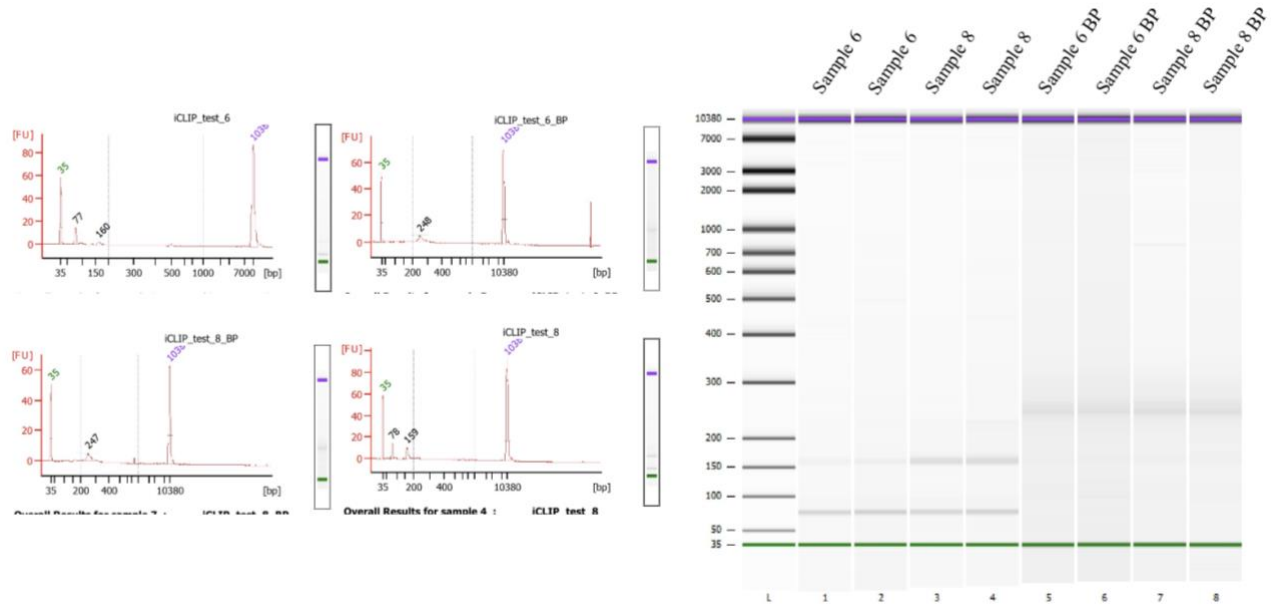 iCLIP_test_6
[FU]
80
60
40
20
0
35
77
160
35 150 300 500 1000 7000 [bp]
iCLIP_test_6_BP
[FU]
60
40
20
0
35
248
35 200 400 10380 [bp]
iCLIP_test_8_BP
[FU]
60
40
20
0
35
247
35 200 400 10380 [bp]
Overall Results for sample 7 : iCLIP_test_8_BP
iCLIP_test_8
[FU]
80
60
40
20
0
35
78
159
35 200 400 10380 [bp]
Overall Results for sample 4 : iCLIP_test_8
Sample 6
Sample 6
Sample 8
Sample 8
Sample 6 BP
Sample 6 BP
Sample 8 BP
Sample 8 BP
10380
7000
3000
2000
1000
700
600
500
400
300
200
150
100
50
35
L 1 2 3 4 5 6 7 8